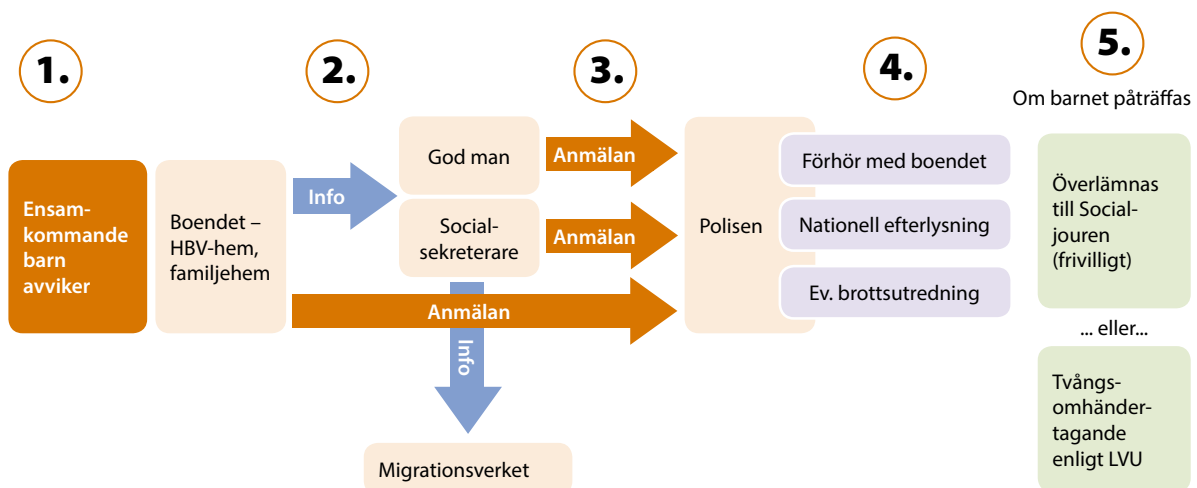 1.
2.
3.
4.
5.
Om barnet påträffas
Ensam-
kommande
barn
avviker
Boendet –
HBV-hem,
familjehem
Info
God man
Social-
sekreterare
Anmälan
Anmälan
Anmälan
Info
Migrationsverket
Polisen
Förhör med boendet
Nationell efterlysning
Ev. brottsutredning
Överlämnas
till Social-
jouren
(frivilligt)
... eller...
Tvångs-
omhänder-
tagande
enligt LVU